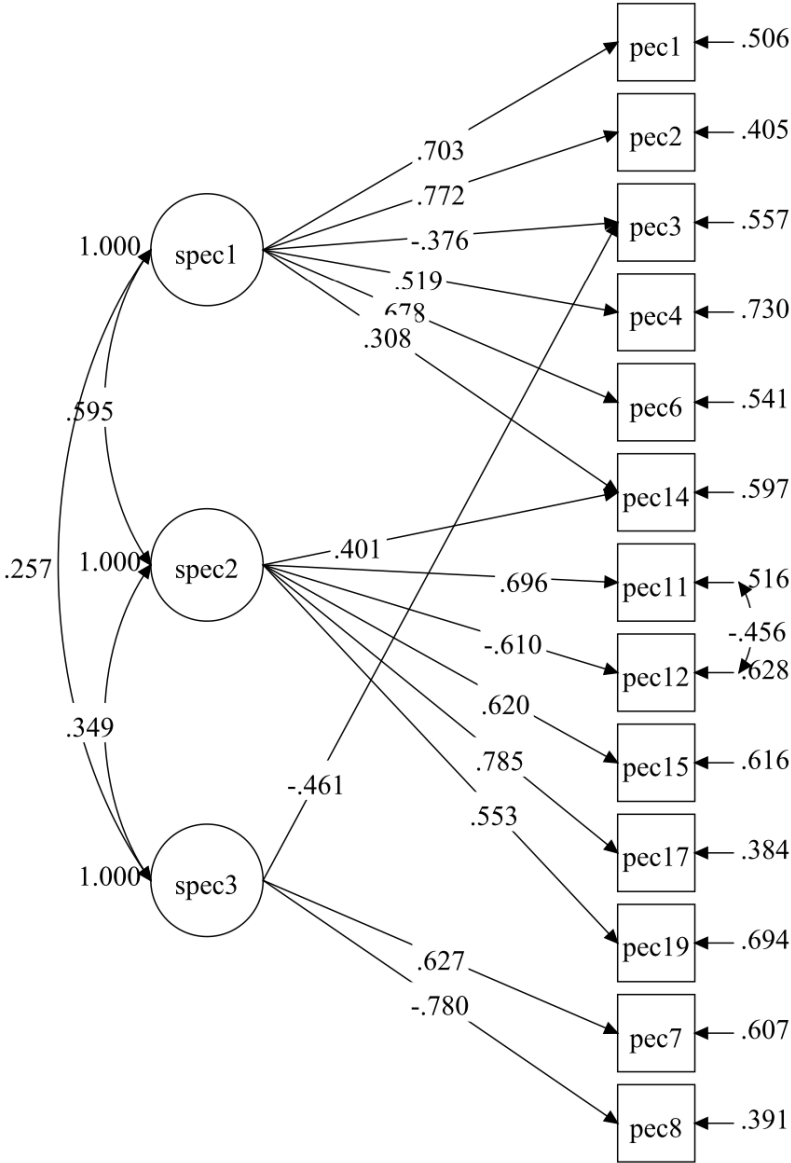 pec1
.506
.703
pec2
.405
.772
pec3
.557
-.376
1.000
spec1
.519
pec4
.730
.678
.308
pec6
.541
.595
pec14
.597
.401
1.000
spec2
.257
.696
pec11
.516
-.456
-.610
pec12
.628
.620
.349
pec15
.616
.785
-.461
.553
pec17
.384
1.000
spec3
pec19
.694
.627
-.780
pec7
.607
pec8
.391